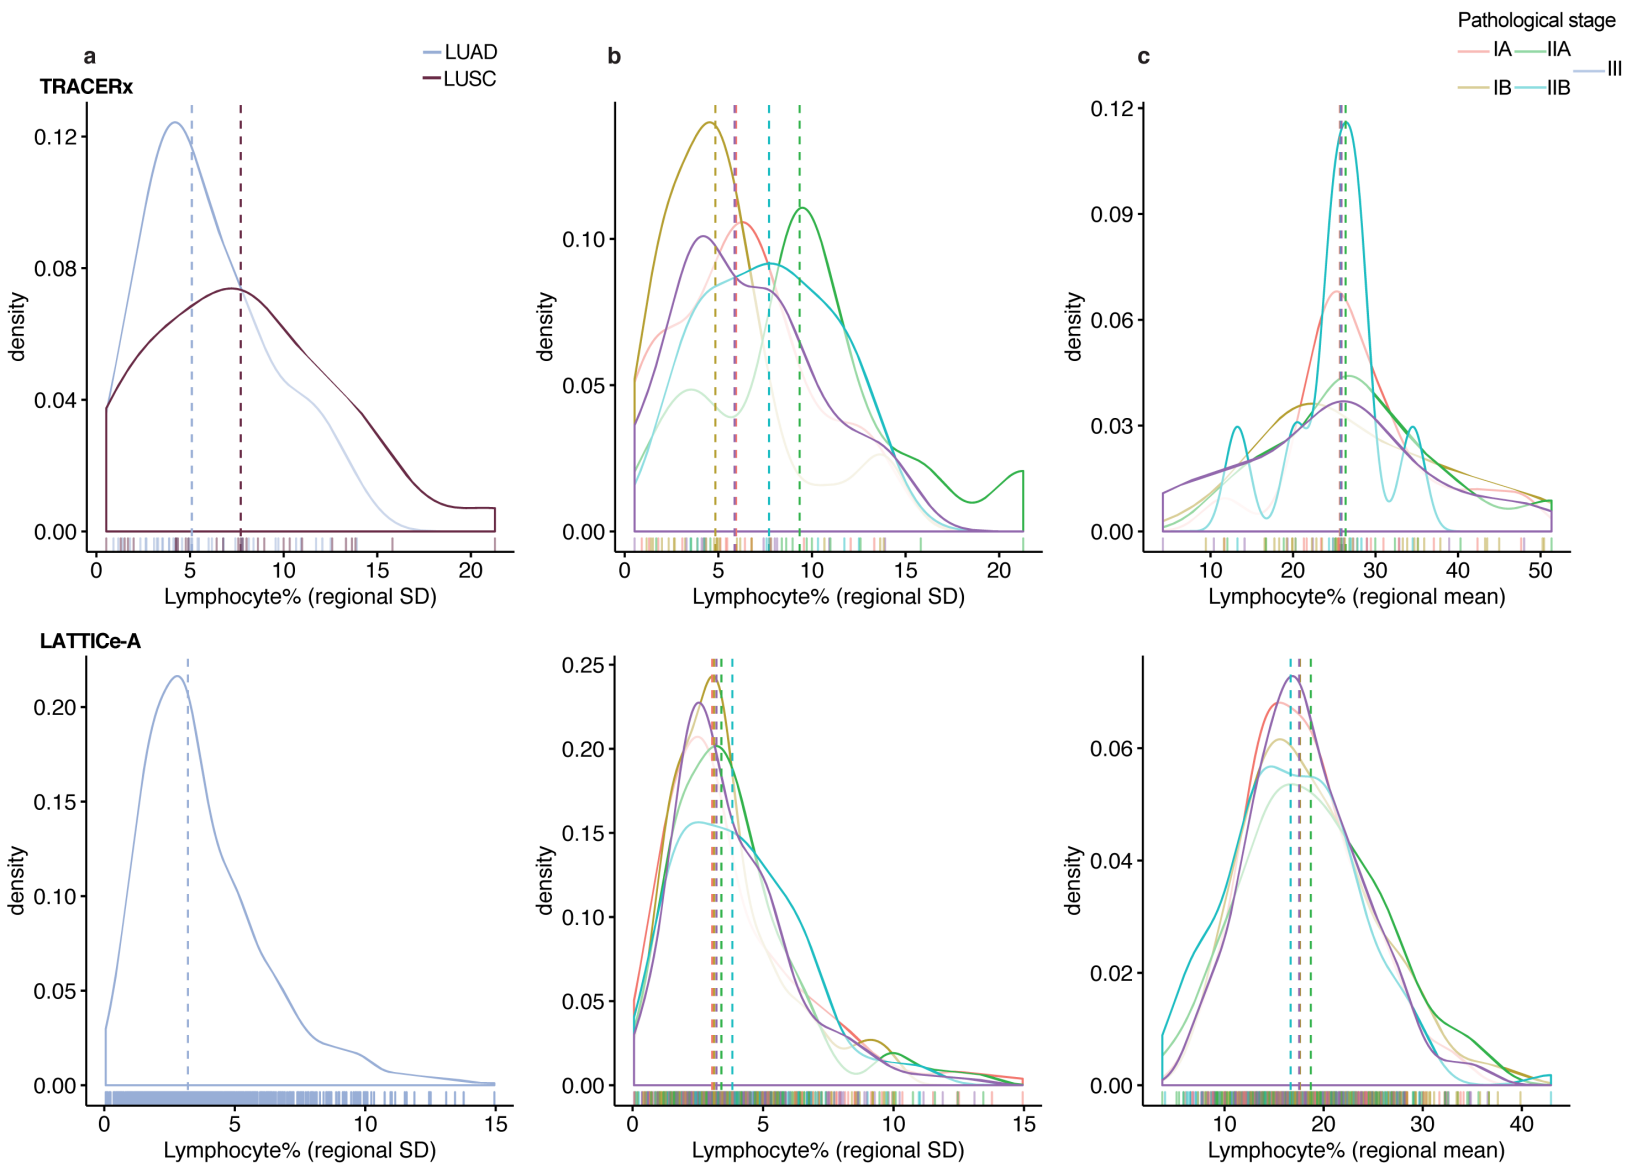 Pathological stage
a
LUAD
LUSC
b
c
IA
IIA
III
IB
IIB
TRACERx
0.12
0.08
0.04
0.00
density
0
5
10
15
20
Lymphocyte% (regional SD)
0.10
0.05
0.00
density
0
5
10
15
20
Lymphocyte% (regional SD)
0.12
0.09
0.06
0.03
0.00
density
10
20
30
40
50
Lymphocyte% (regional mean)
LATTICe-A
0.20
0.15
0.10
0.05
0.00
density
0
5
10
15
Lymphocyte% (regional SD)
0.25
0.20
0.15
0.10
0.05
0.00
density
0
5
10
15
Lymphocyte% (regional SD)
0.06
0.04
0.02
0.00
density
10
20
30
40
Lymphocyte% (regional mean)